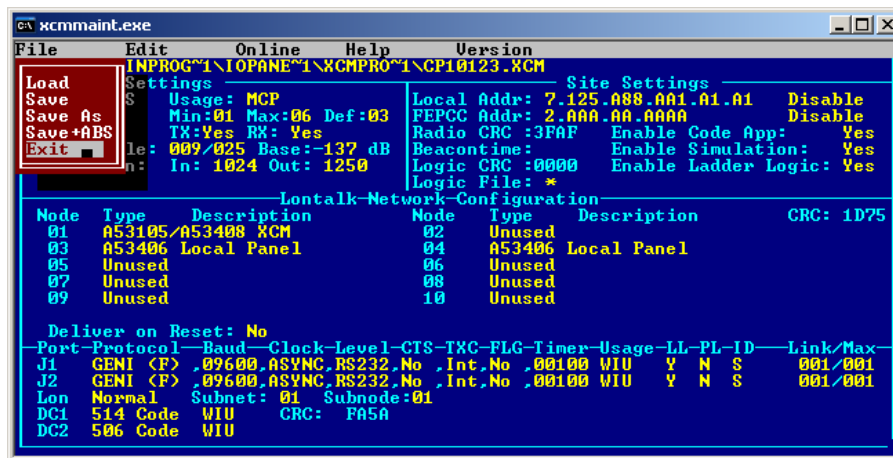 xcmmaint.exe
File Edit Online Help Version
INPROG~1\IOPANE~1\XCMPRO~1\CP10123.XCM
Load Settings Site Settings
Save S Usage: MCP Local Addr: 7.125.A88.AA1.A1.A1 Disable
Save As Min:01 Max:06 Def:03 FEPCC Addr: 2.AAA.AA.AAAA Disable
Save+ABS TX:Yes RX: Yes Radio CRC :3FAF Enable Code App: Yes
Exit le: 009/025 Base:-137 dB Beacontime: Enable Simulation: Yes
n: In: 1024 Out: 1250 Logic CRC :0000 Enable Ladder Logic: Yes
Logic File: *
Lontalk-Network-Configuration
Node Type Description Node Type Description CRC: 1D75
01 A53105/A53408 XCM 02 Unused
03 A53406 Local Panel 04 A53406 Local Panel
05 Unused 06 Unused
07 Unused 08 Unused
09 Unused 10 Unused
Deliver on Reset: No
Port-Protocol-Baud-Clock-Level-CTS-TXC-FLG-Timer-Usage-LL-PL-ID-Link/Max
J1 GENI (F) ,09600,ASYNC,RS232,No ,Int,No ,00100 WIU Y N S 001/001
J2 GENI (F) ,09600,ASYNC,RS232,No ,Int,No ,00100 WIU Y N S 001/001
Lon Normal Subnet: 01 Subnode:01
DC1 514 Code WIU CRC: FA5A
DC2 506 Code WIU